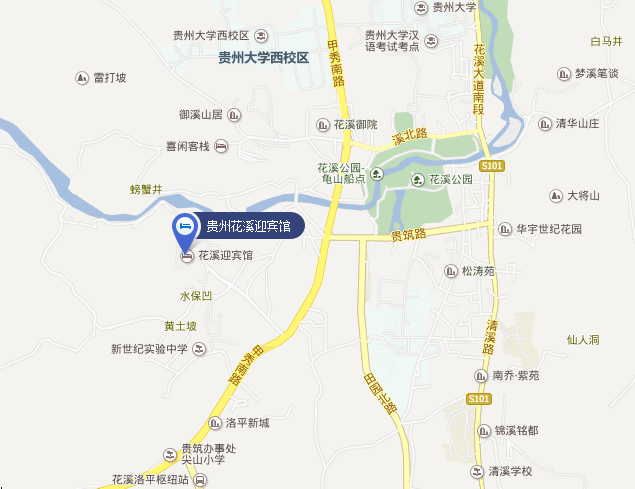 贵州大学
贵州大学西校区
贵州大学汉
语考试考点
贵州大学西校区
白马井
甲秀南路
花溪大道南段
雷打坡
梦溪笔谈
御溪山居
花溪御院
清华山庄
溪北路
喜闲客栈
S101
花溪公园-
龟山船点
花溪公园
螃蟹井
大将山
贵州花溪迎宾馆
贵筑路
华宇世纪花园
花溪迎宾馆
松涛苑
水保凹
黄土坡
清溪路
仙人洞
新世纪实验中学
甲秀南路
田园北路
南乔·紫苑
S101
洛平新城
锦溪铭都
贵筑办事处
尖山小学
清溪学校
花溪洛平枢纽站